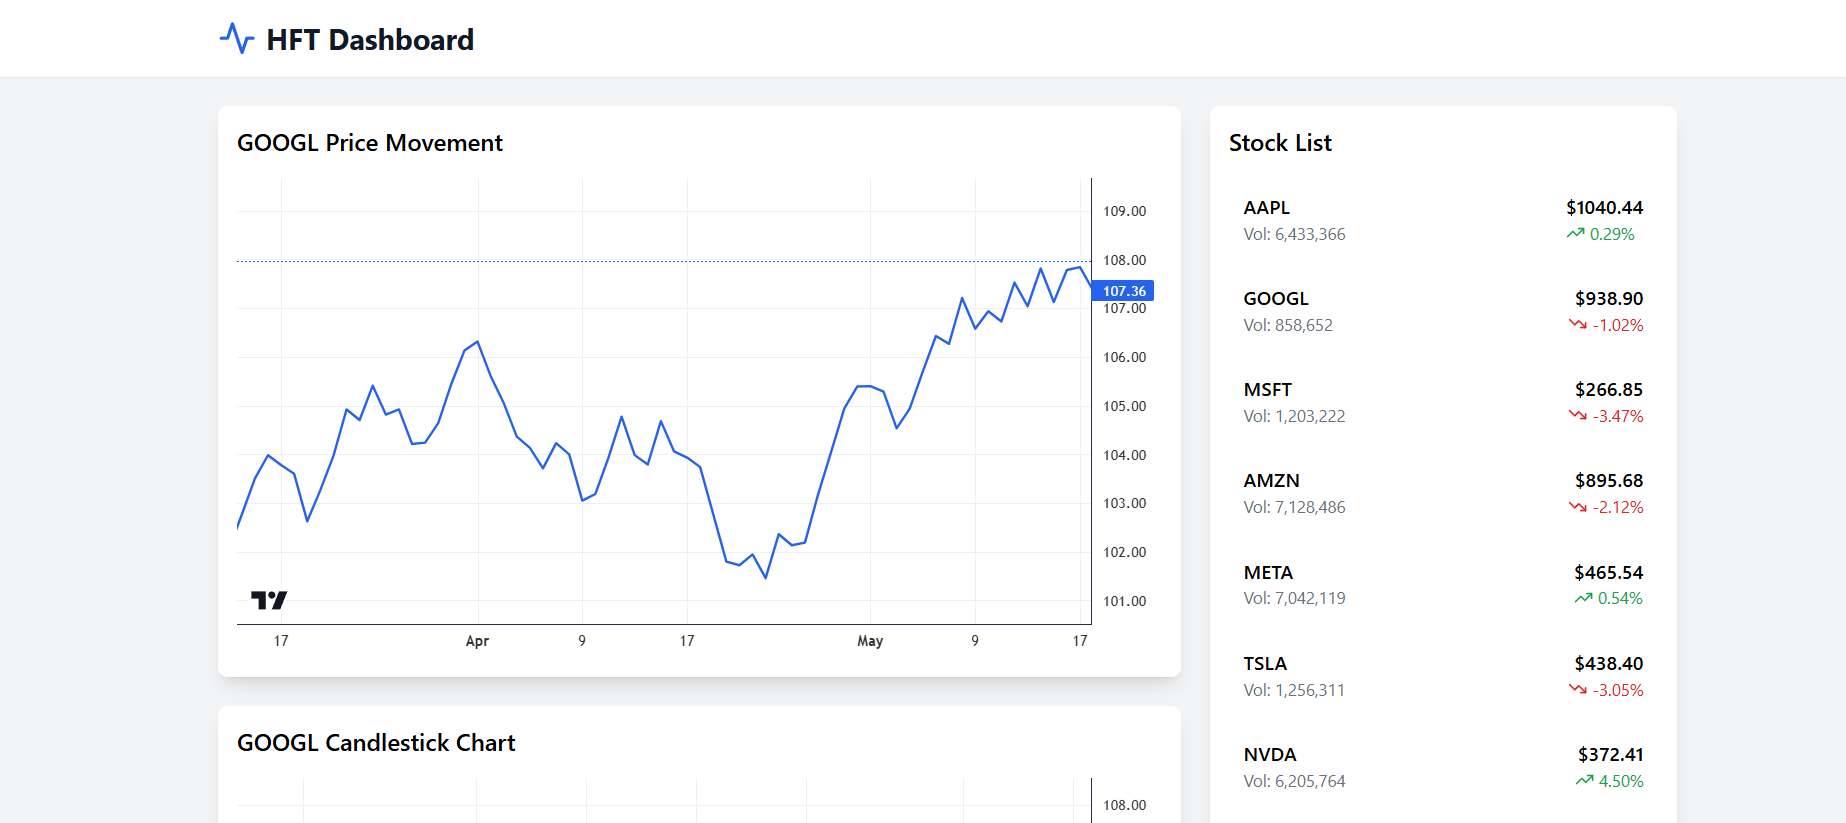 HFT Dashboard
GOOGL Price Movement
109.00
108.00
107.36
107.00
106.00
105.00
104.00
103.00
102.00
101.00
17 Apr 9 17 May 9 17
GOOGL Candlestick Chart
108.00
Stock List
AAPL $1040.44
Vol: 6,433,366 0.29%
GOOGL $938.90
Vol: 858,652 -1.02%
MSFT $266.85
Vol: 1,203,222 -3.47%
AMZN $895.68
Vol: 7,128,486 -2.12%
META $465.54
Vol: 7,042,119 0.54%
TSLA $438.40
Vol: 1,256,311 -3.05%
NVDA $372.41
Vol: 6,205,764 4.50%